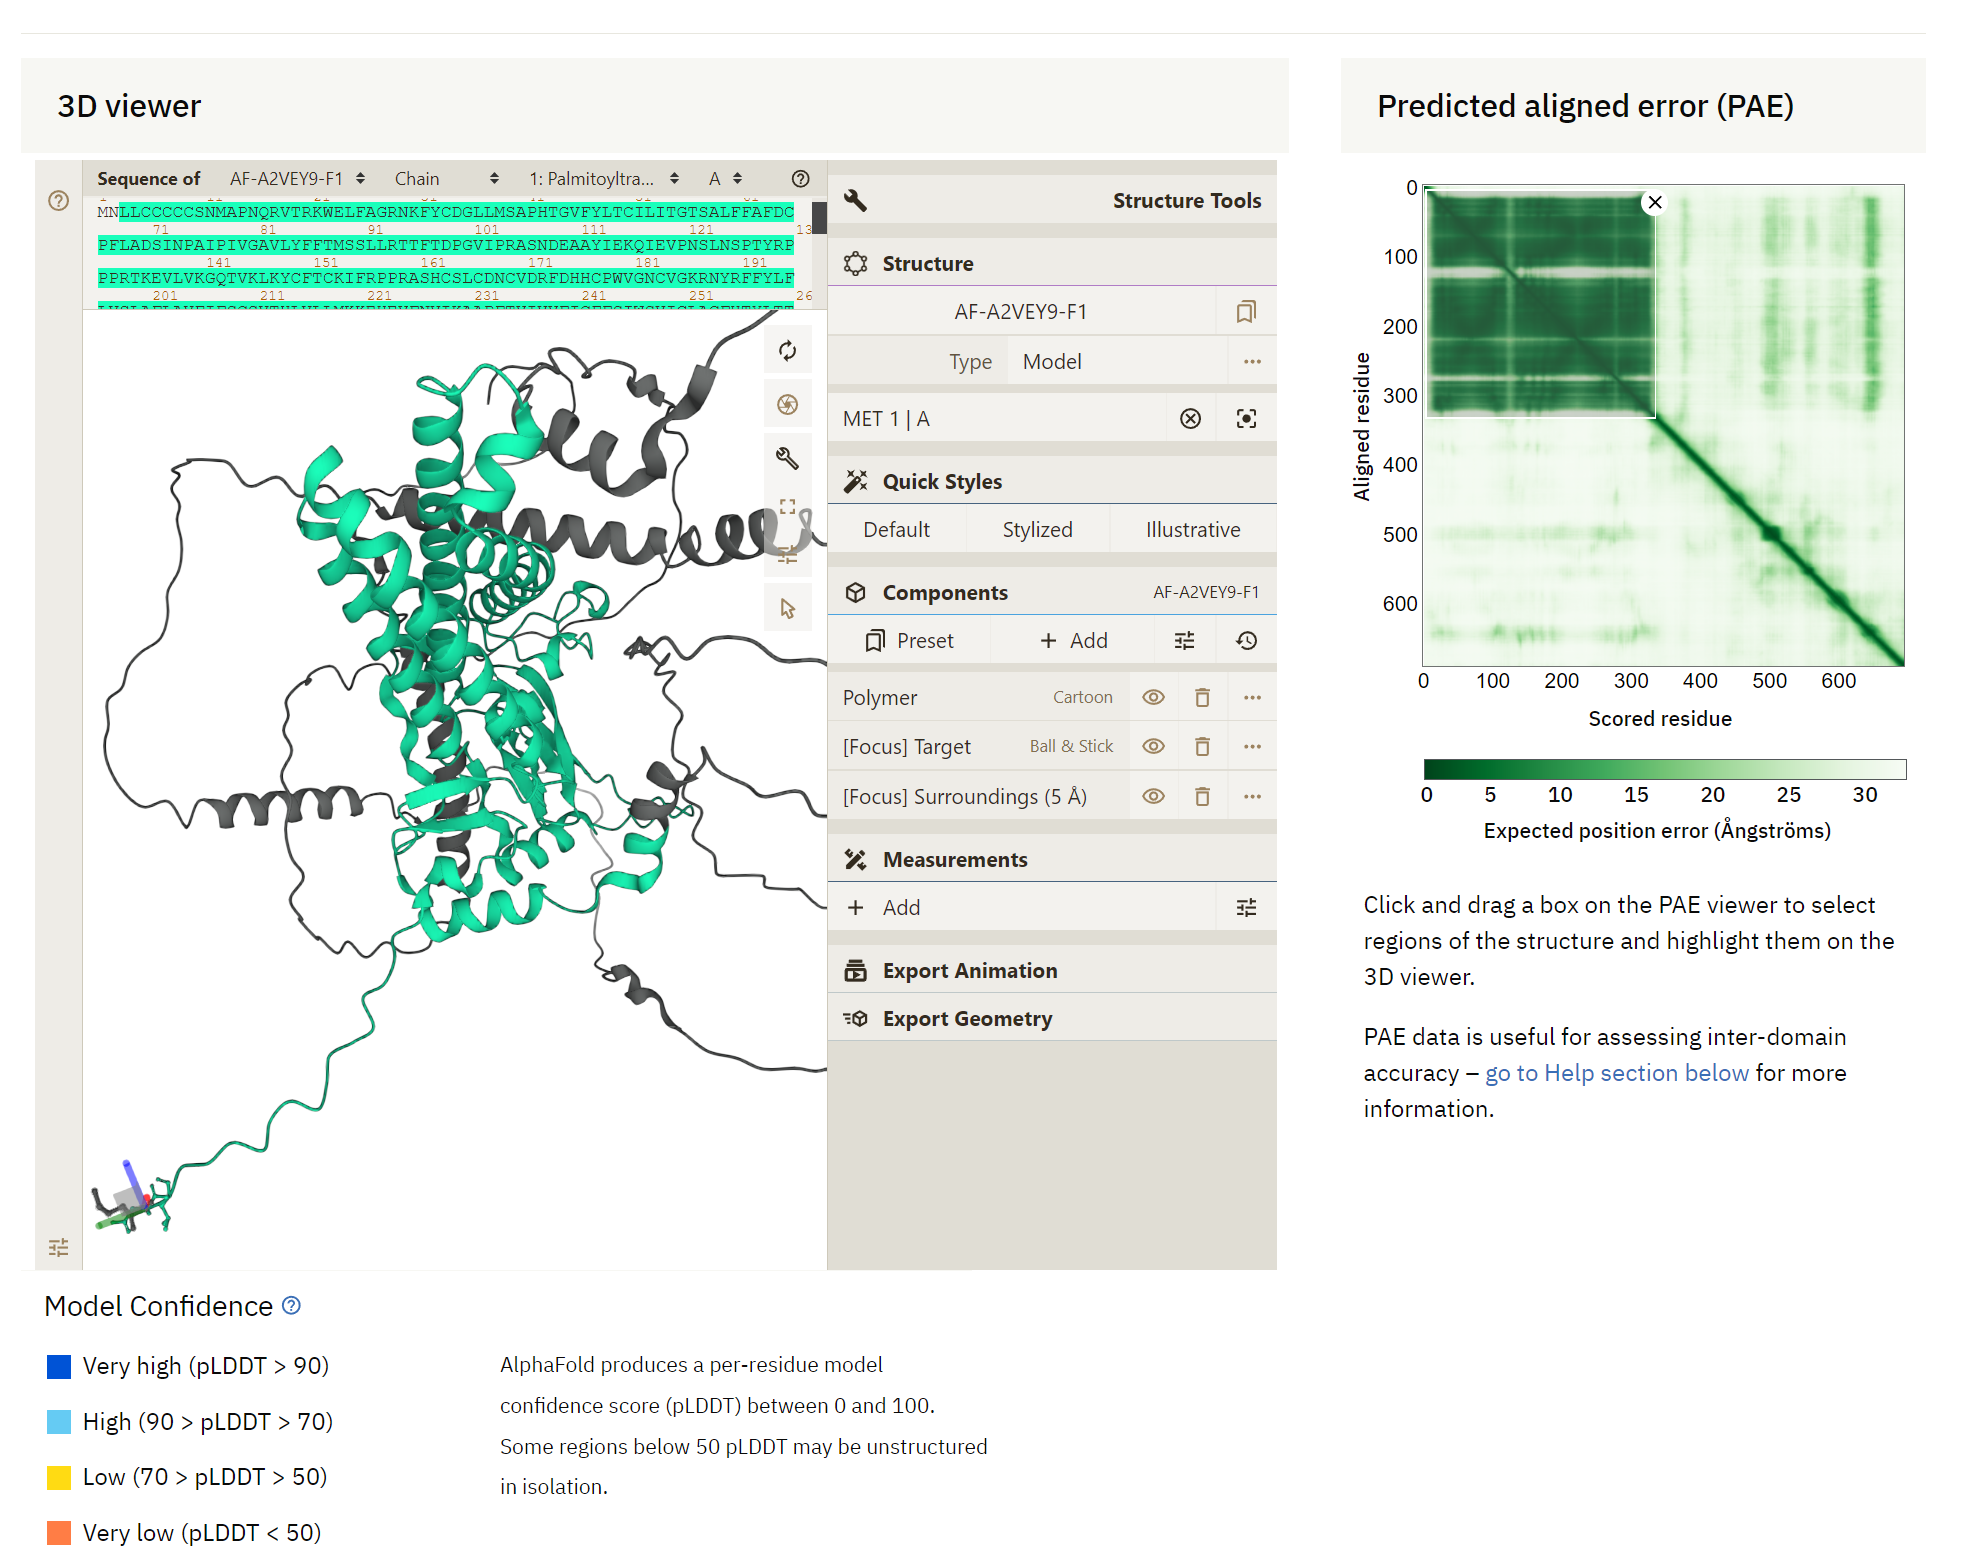 3D viewer
Predicted aligned error (PAE)
Sequence of AF-A2VEY9-F1 Chain 1: Palmitoyltra... A
MNLLCCCCCSNMAPNQRVTRKWELFAGRNKFYCDGLLMSAPHTGVFYLTCILITGTSALFFAFDC
71 81 91 101 111 121 13
PFLADSINPAIPIVGAVLYFFTMSSLLRTTFTDPGVIPRASNDEAAYIEKQIEVPNSLNSPTYRP
141 151 161 171 181 191
PPRTKEVLVKGQTVKLKYCFTCKIFRPPRASHCSLCDNCVDRFDHHCPWVGNCVGKRNYRFFYLF
201 211 221 231 241 251 26
Structure Tools
Structure
AF-A2VEY9-F1
Type Model
MET 1 | A
Quick Styles
Default Stylized Illustrative
Components AF-A2VEY9-F1
Preset + Add
Polymer Cartoon
[Focus] Target Ball & Stick
[Focus] Surroundings (5 Å)
Measurements
+ Add
Export Animation
Export Geometry
Aligned residue
0
100
200
300
400
500
600
0 100 200 300 400 500 600
Scored residue
0 5 10 15 20 25 30
Expected position error (Ångströms)
Click and drag a box on the PAE viewer to select
regions of the structure and highlight them on the
3D viewer.
PAE data is useful for assessing inter-domain
accuracy – go to Help section below for more
information.
Model Confidence
Very high (pLDDT > 90)
High (90 > pLDDT > 70)
Low (70 > pLDDT > 50)
Very low (pLDDT < 50)
AlphaFold produces a per-residue model
confidence score (pLDDT) between 0 and 100.
Some regions below 50 pLDDT may be unstructured
in isolation.